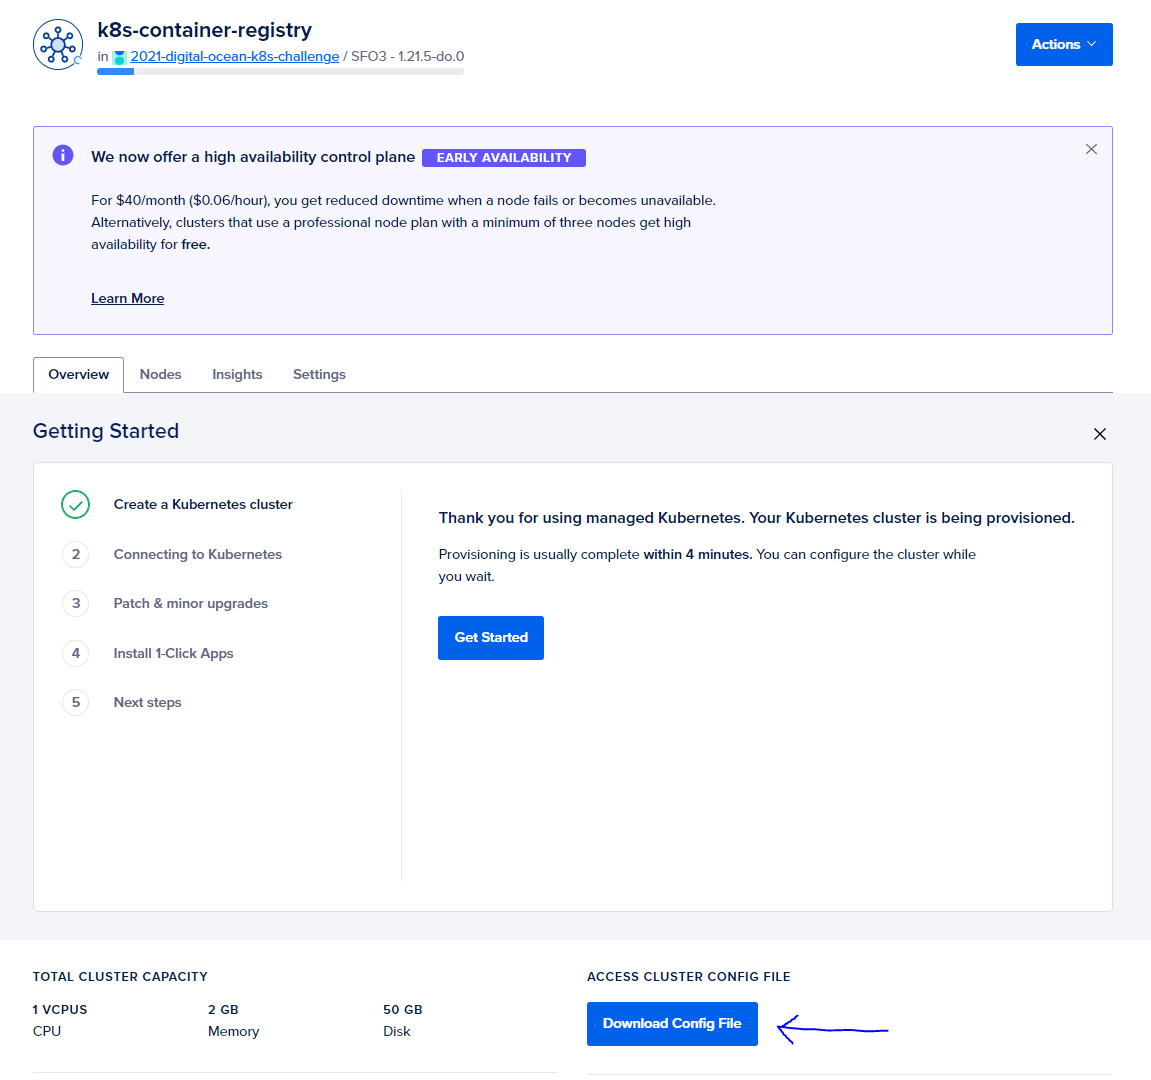 k8s-container-registry
in 2021-digital-ocean-k8s-challenge / SFO3 - 1.21.5-do.0
Actions
We now offer a high availability control plane EARLY AVAILABILITY
For $40/month ($0.06/hour), you get reduced downtime when a node fails or becomes unavailable.
Alternatively, clusters that use a professional node plan with a minimum of three nodes get high
availability for free.
Learn More
Overview Nodes Insights Settings
Getting Started
Create a Kubernetes cluster
2 Connecting to Kubernetes
3 Patch & minor upgrades
4 Install 1-Click Apps
5 Next steps
Thank you for using managed Kubernetes. Your Kubernetes cluster is being provisioned.
Provisioning is usually complete within 4 minutes. You can configure the cluster while
you wait.
Get Started
TOTAL CLUSTER CAPACITY
1 VCPUS 2 GB 50 GB
CPU Memory Disk
ACCESS CLUSTER CONFIG FILE
Download Config File